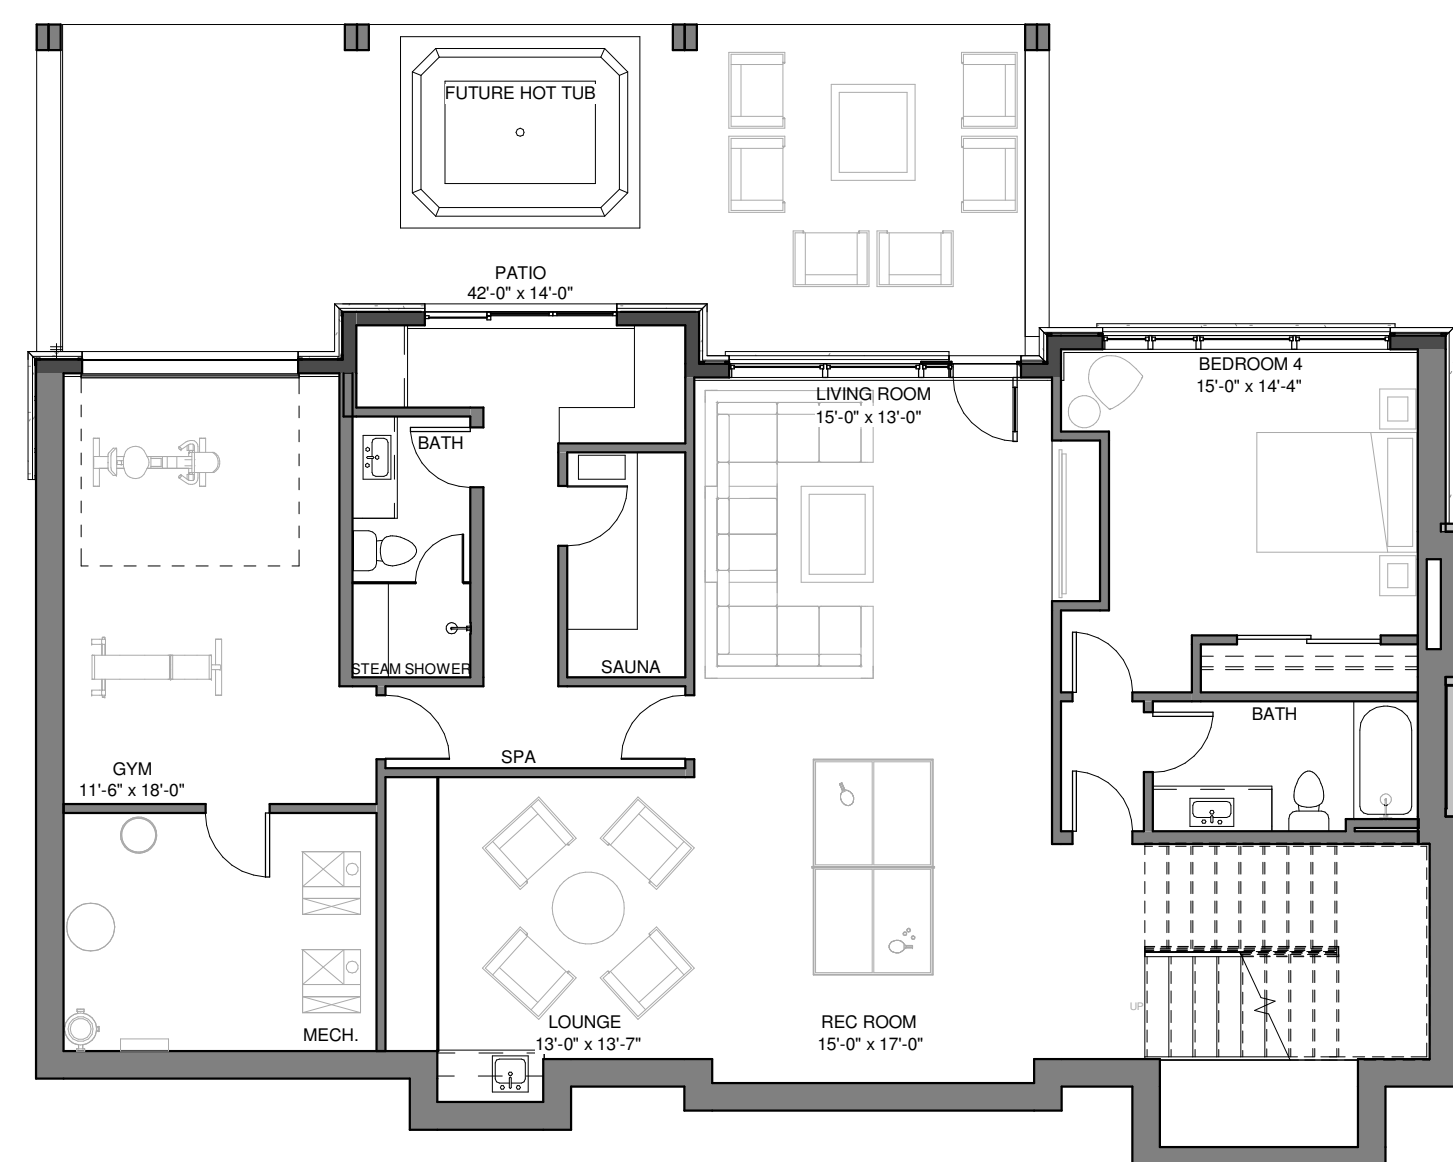 FUTURE HOT TUB
PATIO
42'-0" x 14'-0"
BEDROOM 4
15'-0" x 14'-4"
LIVING ROOM
15'-0" x 13'-0"
BATH
STEAM SHOWER
SAUNA
BATH
SPA
GYM
11'-6" x 18'-0"
UP
LOUNGE
13'-0" x 13'-7"
REC ROOM
15'-0" x 17'-0"
MECH.